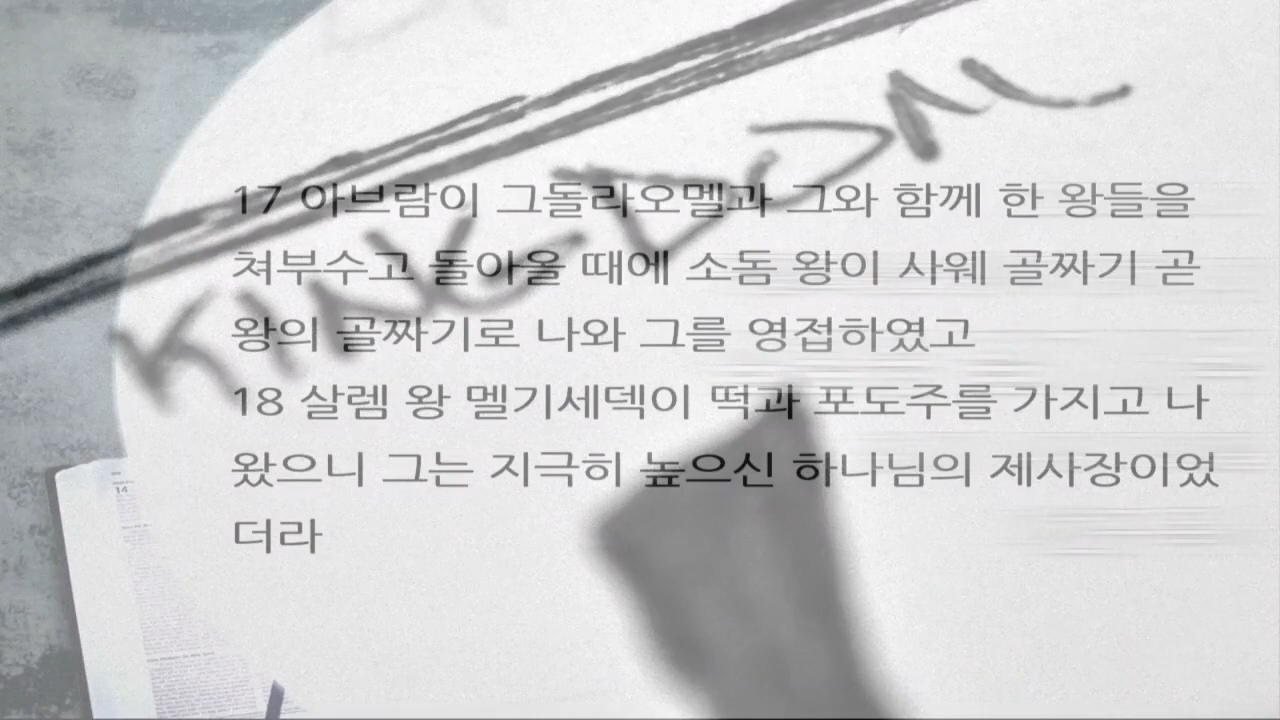 KINGDOM
17 아브람이 그돌라오멜과 그와 함께 한 왕들을
쳐부수고 돌아올 때에 소돔 왕이 사웨 골짜기 곧
왕의 골짜기로 나와 그를 영접하였고
18 살렘 왕 멜기세덱이 떡과 포도주를 가지고 나
왔으니 그는 지극히 높으신 하나님의 제사장이었
더라
14